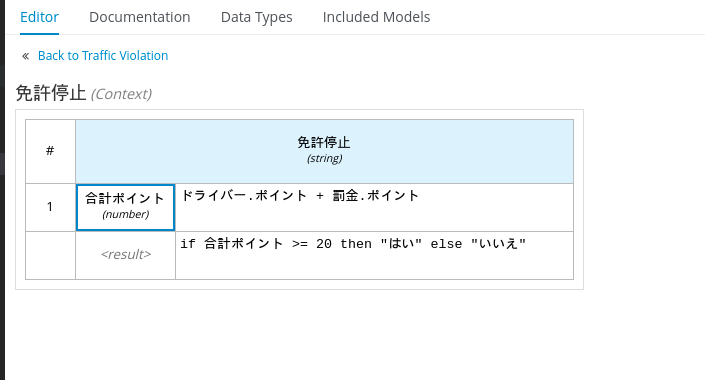 Editor Documentation Data Types Included Models
« Back to Traffic Violation
免許停止 (Context)
# 免許停止
(string)
1 合計ポイント ドライバー.ポイント + 罰金.ポイント
(number)
<result> if 合計ポイント >= 20 then "はい" else "いいえ"